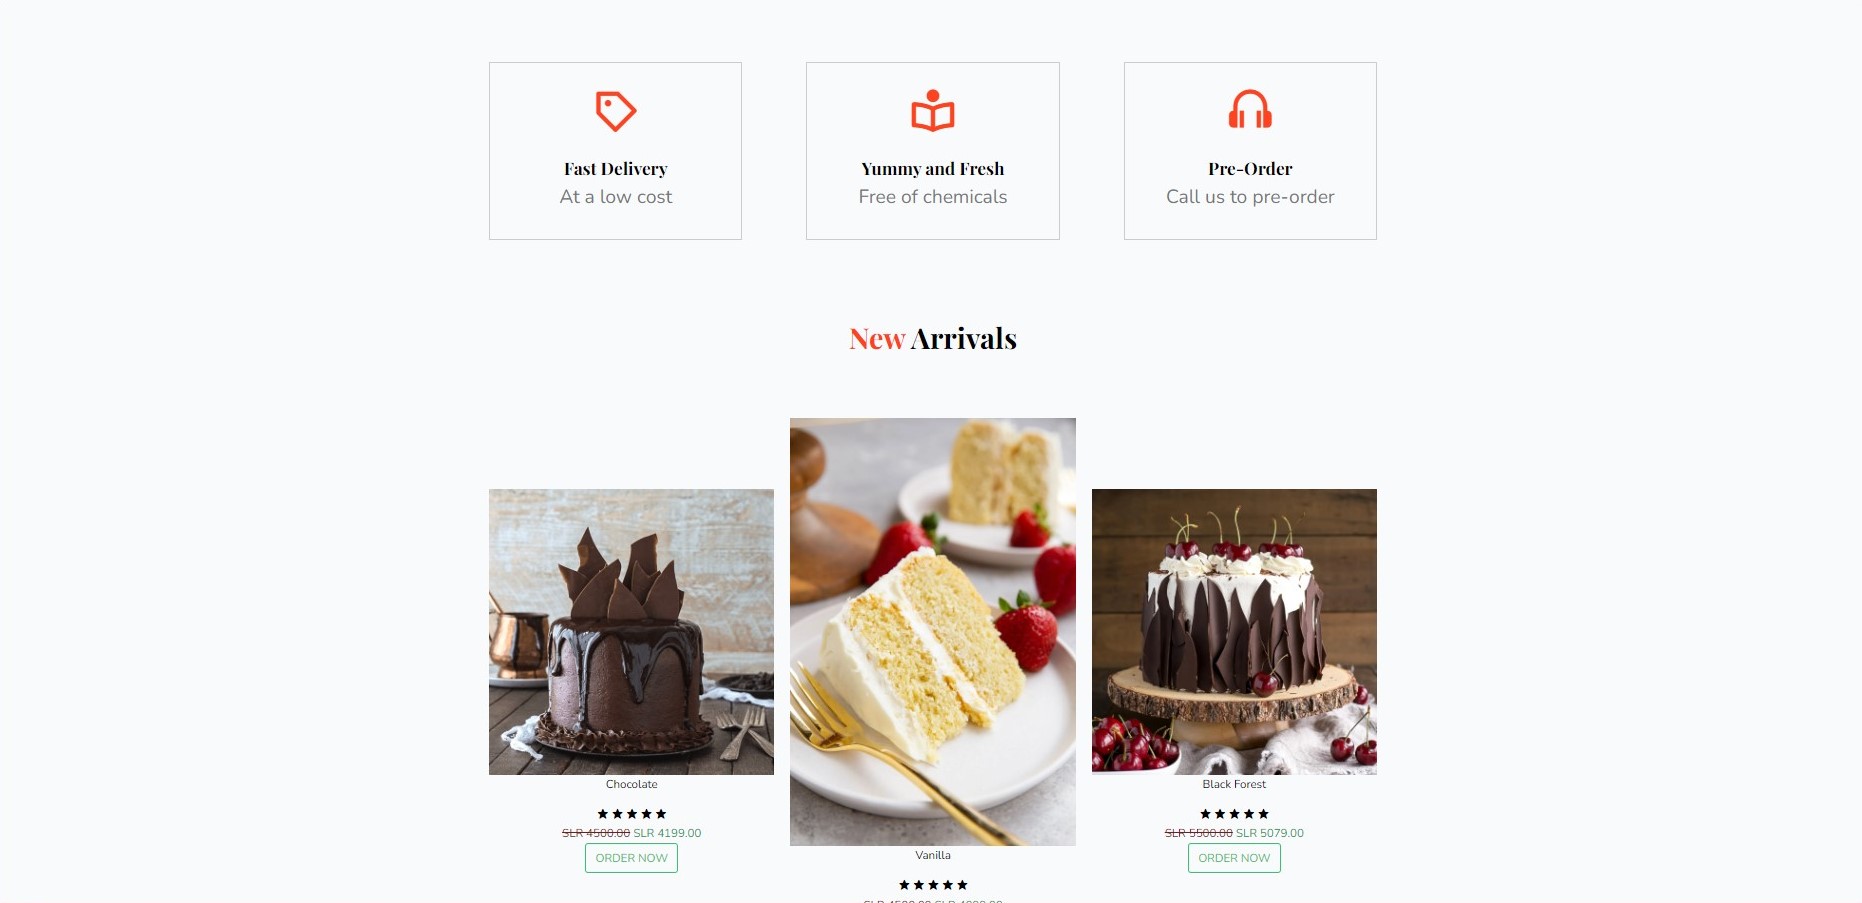 Fast Delivery
At a low cost
Yummy and Fresh
Free of chemicals
Pre-Order
Call us to pre-order
New Arrivals
Chocolate
SLR 4500.00 SLR 4199.00
ORDER NOW
Vanilla
Black Forest
SLR 5500.00 SLR 5079.00
ORDER NOW